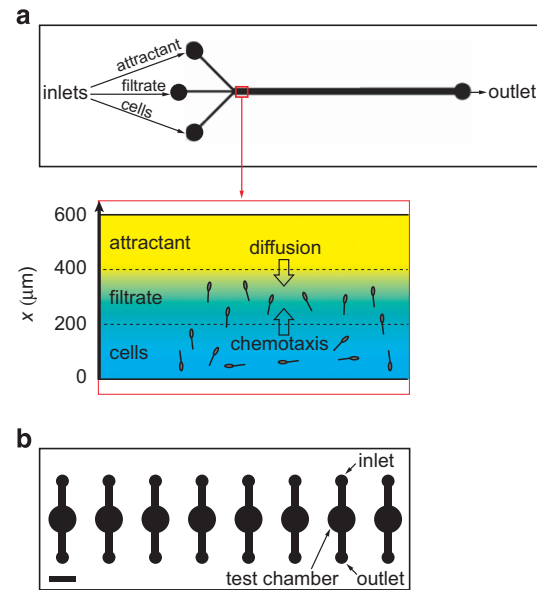 a
attractant
inlets
filtrate
cells
outlet
600
attractant
diffusion
400
x (µm)
filtrate
200
chemotaxis
cells
0
b
inlet
test chamber
outlet